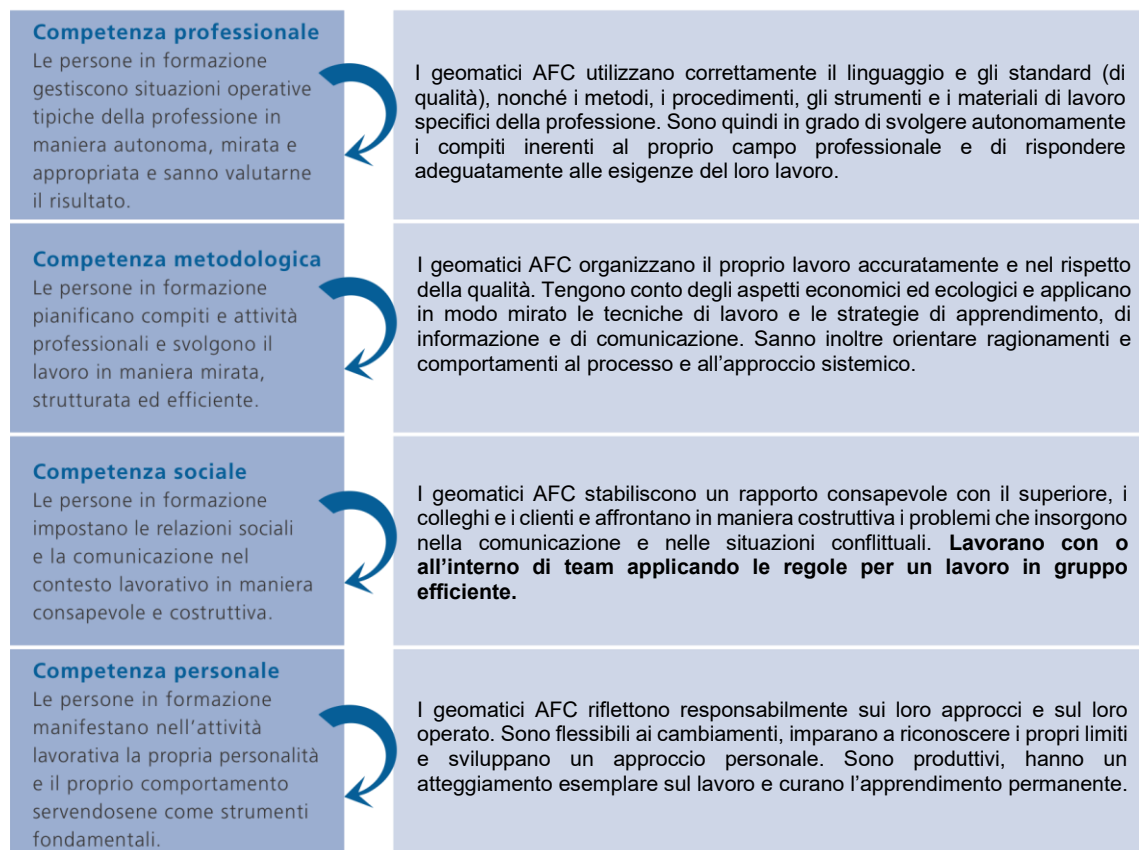 Competenza professionale
Le persone in formazione
gestiscono situazioni operative
tipiche della professione in
maniera autonoma, mirata e
appropriata e sanno valutarne
il risultato.
I geomatici AFC utilizzano correttamente il linguaggio e gli standard (di
qualità), nonché i metodi, i procedimenti, gli strumenti e i materiali di lavoro
specifici della professione. Sono quindi in grado di svolgere autonomamente
i compiti inerenti al proprio campo professionale e di rispondere
adeguatamente alle esigenze del loro lavoro.
Competenza metodologica
Le persone in formazione
pianificano compiti e attività
professionali e svolgono il
lavoro in maniera mirata,
strutturata ed efficiente.
I geomatici AFC organizzano il proprio lavoro accuratamente e nel rispetto
della qualità. Tengono conto degli aspetti economici ed ecologici e applicano
in modo mirato le tecniche di lavoro e le strategie di apprendimento, di
informazione e di comunicazione. Sanno inoltre orientare ragionamenti e
comportamenti al processo e all'approccio sistemico.
Competenza sociale
Le persone in formazione
impostano le relazioni sociali
e la comunicazione nel
contesto lavorativo in maniera
consapevole e costruttiva.
I geomatici AFC stabiliscono un rapporto consapevole con il superiore, i
colleghi e i clienti e affrontano in maniera costruttiva i problemi che insorgono
nella comunicazione e nelle situazioni conflittuali. Lavorano con o
all'interno di team applicando le regole per un lavoro in gruppo
efficiente.
Competenza personale
Le persone in formazione
manifestano nell'attività
lavorativa la propria personalità
e il proprio comportamento
servendosene come strumenti
fondamentali.
I geomatici AFC riflettono responsabilmente sui loro approcci e sul loro
operato. Sono flessibili ai cambiamenti, imparano a riconoscere i propri limiti
e sviluppano un approccio personale. Sono produttivi, hanno un
atteggiamento esemplare sul lavoro e curano l'apprendimento permanente.